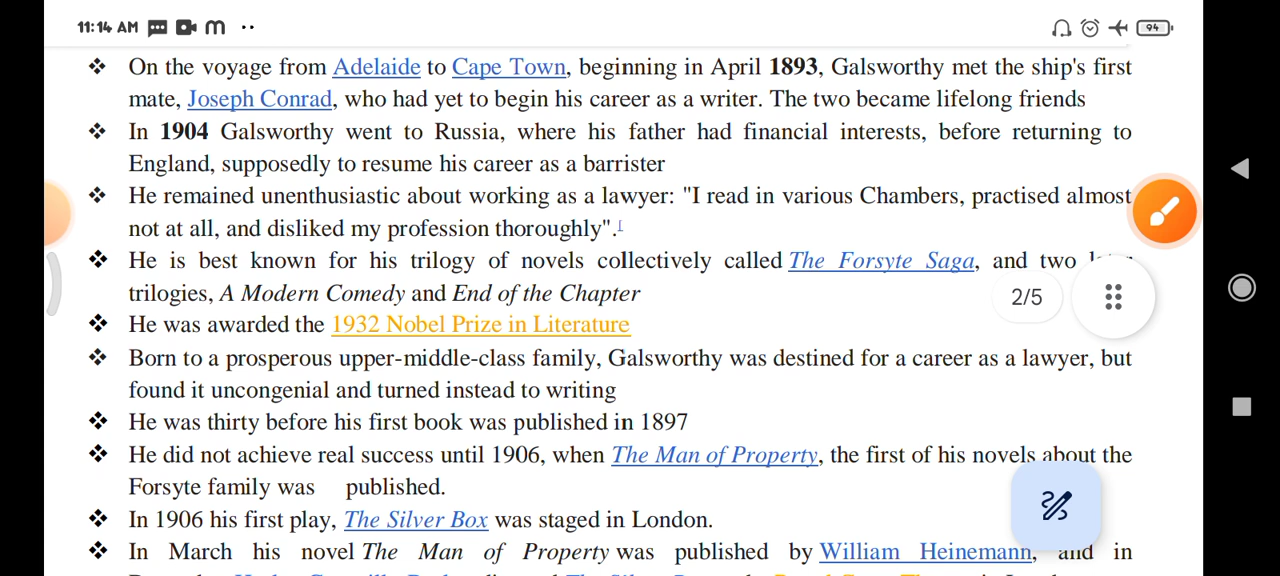 11:14 AM
94
❖ On the voyage from Adelaide to Cape Town, beginning in April 1893, Galsworthy met the ship's first
mate, Joseph Conrad, who had yet to begin his career as a writer. The two became lifelong friends
❖ In 1904 Galsworthy went to Russia, where his father had financial interests, before returning to
England, supposedly to resume his career as a barrister
❖ He remained unenthusiastic about working as a lawyer: "I read in various Chambers, practised almost
not at all, and disliked my profession thoroughly".[
❖ He is best known for his trilogy of novels collectively called The Forsyte Saga, and two
trilogies, A Modern Comedy and End of the Chapter
2/5
❖ He was awarded the 1932 Nobel Prize in Literature
❖ Born to a prosperous upper-middle-class family, Galsworthy was destined for a career as a lawyer, but
found it uncongenial and turned instead to writing
❖ He was thirty before his first book was published in 1897
❖ He did not achieve real success until 1906, when The Man of Property, the first of his novels about the
Forsyte family was published.
❖ In 1906 his first play, The Silver Box was staged in London.
❖ In March his novel The Man of Property was published by William Heinemann, and in